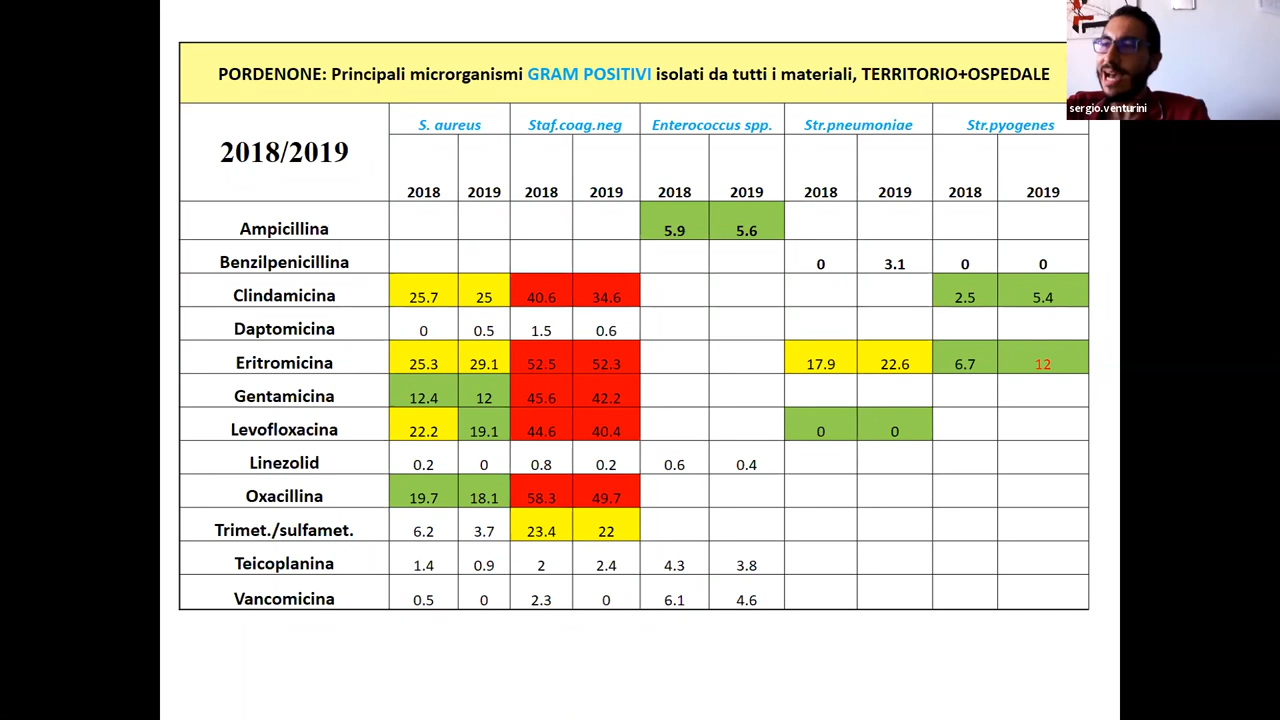 sergio.venturini
PORDENONE: Principali microrganismi GRAM POSITIVI isolati da tutti i materiali, TERRITORIO+OSPEDALE
2018/2019 S. aureus Staf.coag.neg Enterococcus spp. Str.pneumoniae Str.pyogenes
2018 2019 2018 2019 2018 2019 2018 2019 2018 2019
Ampicillina 5.9 5.6
Benzilpenicillina 0 3.1 0 0
Clindamicina 25.7 25 40.6 34.6 2.5 5.4
Daptomicina 0 0.5 1.5 0.6
Eritromicina 25.3 29.1 52.5 52.3 17.9 22.6 6.7 12
Gentamicina 12.4 12 45.6 42.2
Levofloxacina 22.2 19.1 44.6 40.4 0 0
Linezolid 0.2 0 0.8 0.2 0.6 0.4
Oxacillina 19.7 18.1 58.3 49.7
Trimet./sulfamet. 6.2 3.7 23.4 22
Teicoplanina 1.4 0.9 2 2.4 4.3 3.8
Vancomicina 0.5 0 2.3 0 6.1 4.6